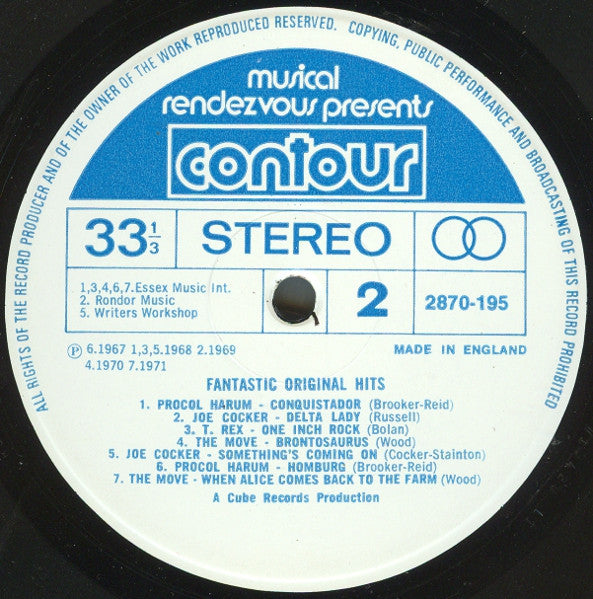 ALL RIGHTS OF THE RECORD PRODUCER AND OF THE OWNER OF THE WORK REPRODUCED RESERVED. COPYING, PUBLIC PERFORMANCE AND BROADCASTING OF THIS RECORD PROHIBITED
musical
rendezvous presents
contour
33 1/3 STEREO
1,3,4,6,7.Essex Music Int.
2. Rondor Music
5. Writers Workshop
2 2870-195
Ⓟ 6.1967 1,3,5.1968 2.1969
4.1970 7.1971
MADE IN ENGLAND
FANTASTIC ORIGINAL HITS
1. PROCOL HARUM - CONQUISTADOR (Brooker-Reid)
2. JOE COCKER - DELTA LADY (Russell)
3. T. REX - ONE INCH ROCK (Bolan)
4. THE MOVE - BRONTOSAURUS (Wood)
5. JOE COCKER - SOMETHING'S COMING ON (Cocker-Stainton)
6. PROCOL HARUM - HOMBURG (Brooker-Reid)
7. THE MOVE - WHEN ALICE COMES BACK TO THE FARM (Wood)
A Cube Records Production